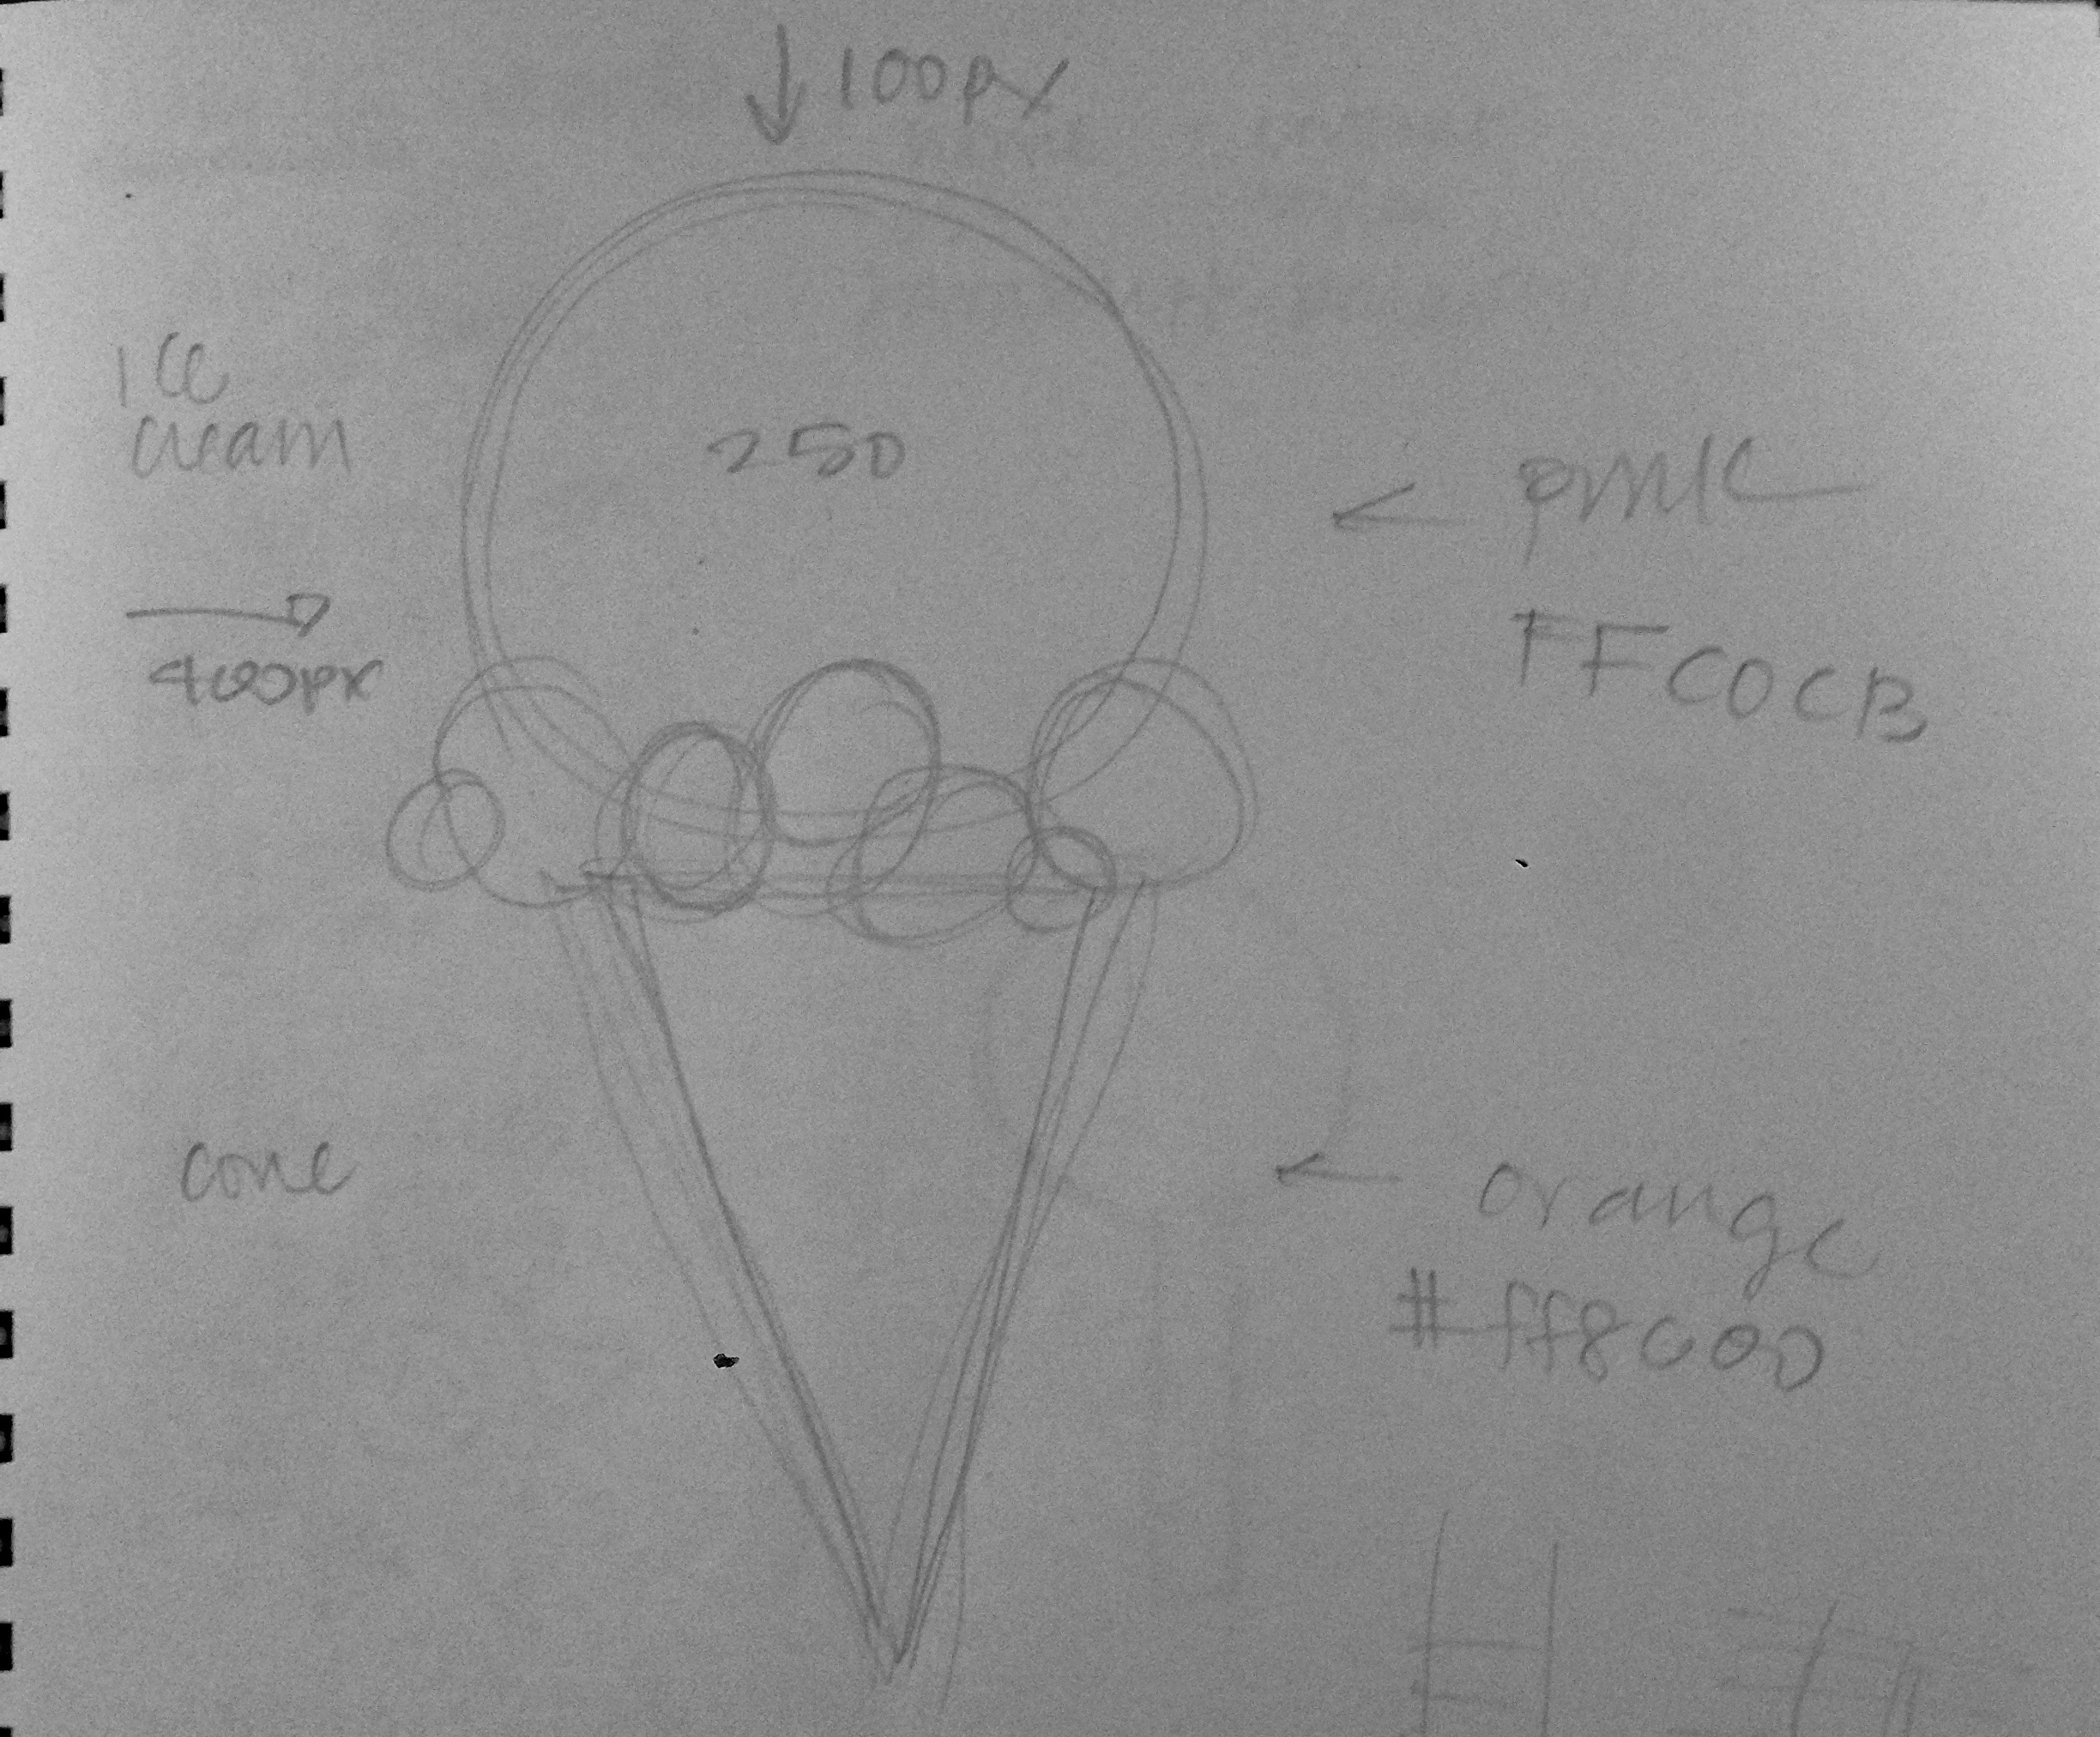 ↓ 100px
ice
cream
250
← pink
→
400px
FFC0CB
cone
← orange
#ff8000